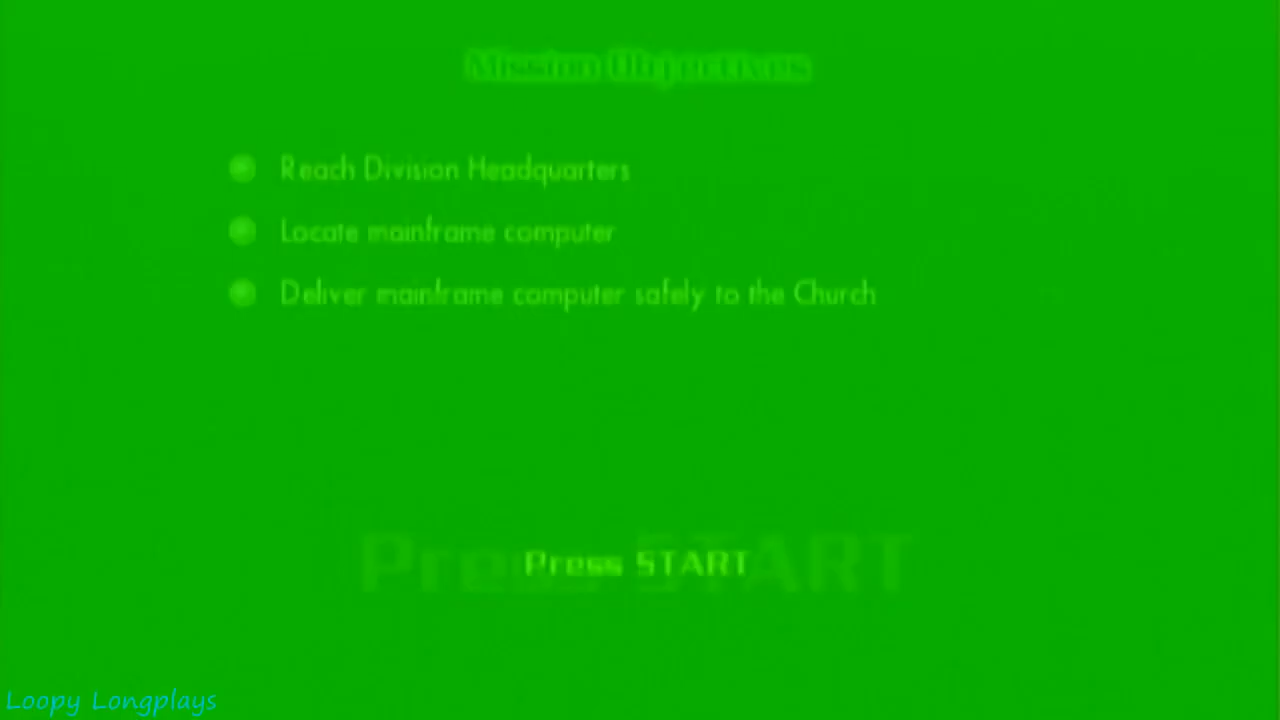 Mission Objectives
Reach Division Headquarters
Locate mainframe computer
Deliver mainframe computer safely to the Church
Press START
Loopy Longplays